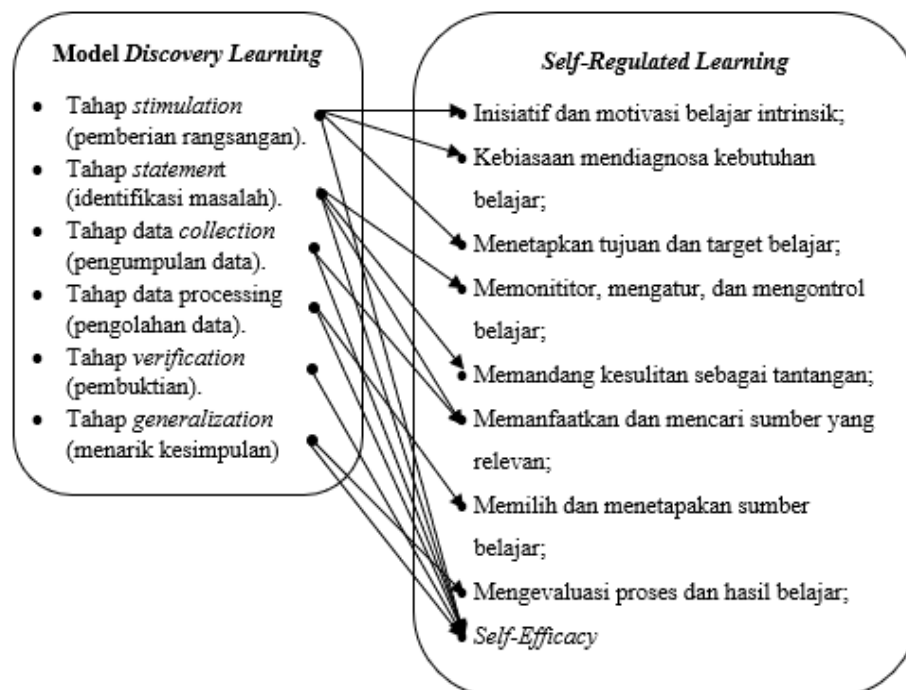 Model Discovery Learning
• Tahap stimulation
(pemberian rangsangan).
• Tahap statement
(identifikasi masalah).
• Tahap data collection
(pengumpulan data).
• Tahap data processing
(pengolahan data).
• Tahap verification
(pembuktian).
• Tahap generalization
(menarik kesimpulan)
Self-Regulated Learning
Inisiatif dan motivasi belajar intrinsik;
Kebiasaan mendiagnosa kebutuhan
belajar;
Menetapkan tujuan dan target belajar;
Memonititor, mengatur, dan mengontrol
belajar;
Memandang kesulitan sebagai tantangan;
Memanfaatkan dan mencari sumber yang
relevan;
Memilih dan menetapakan sumber
belajar;
Mengevaluasi proses dan hasil belajar;
Self-Efficacy